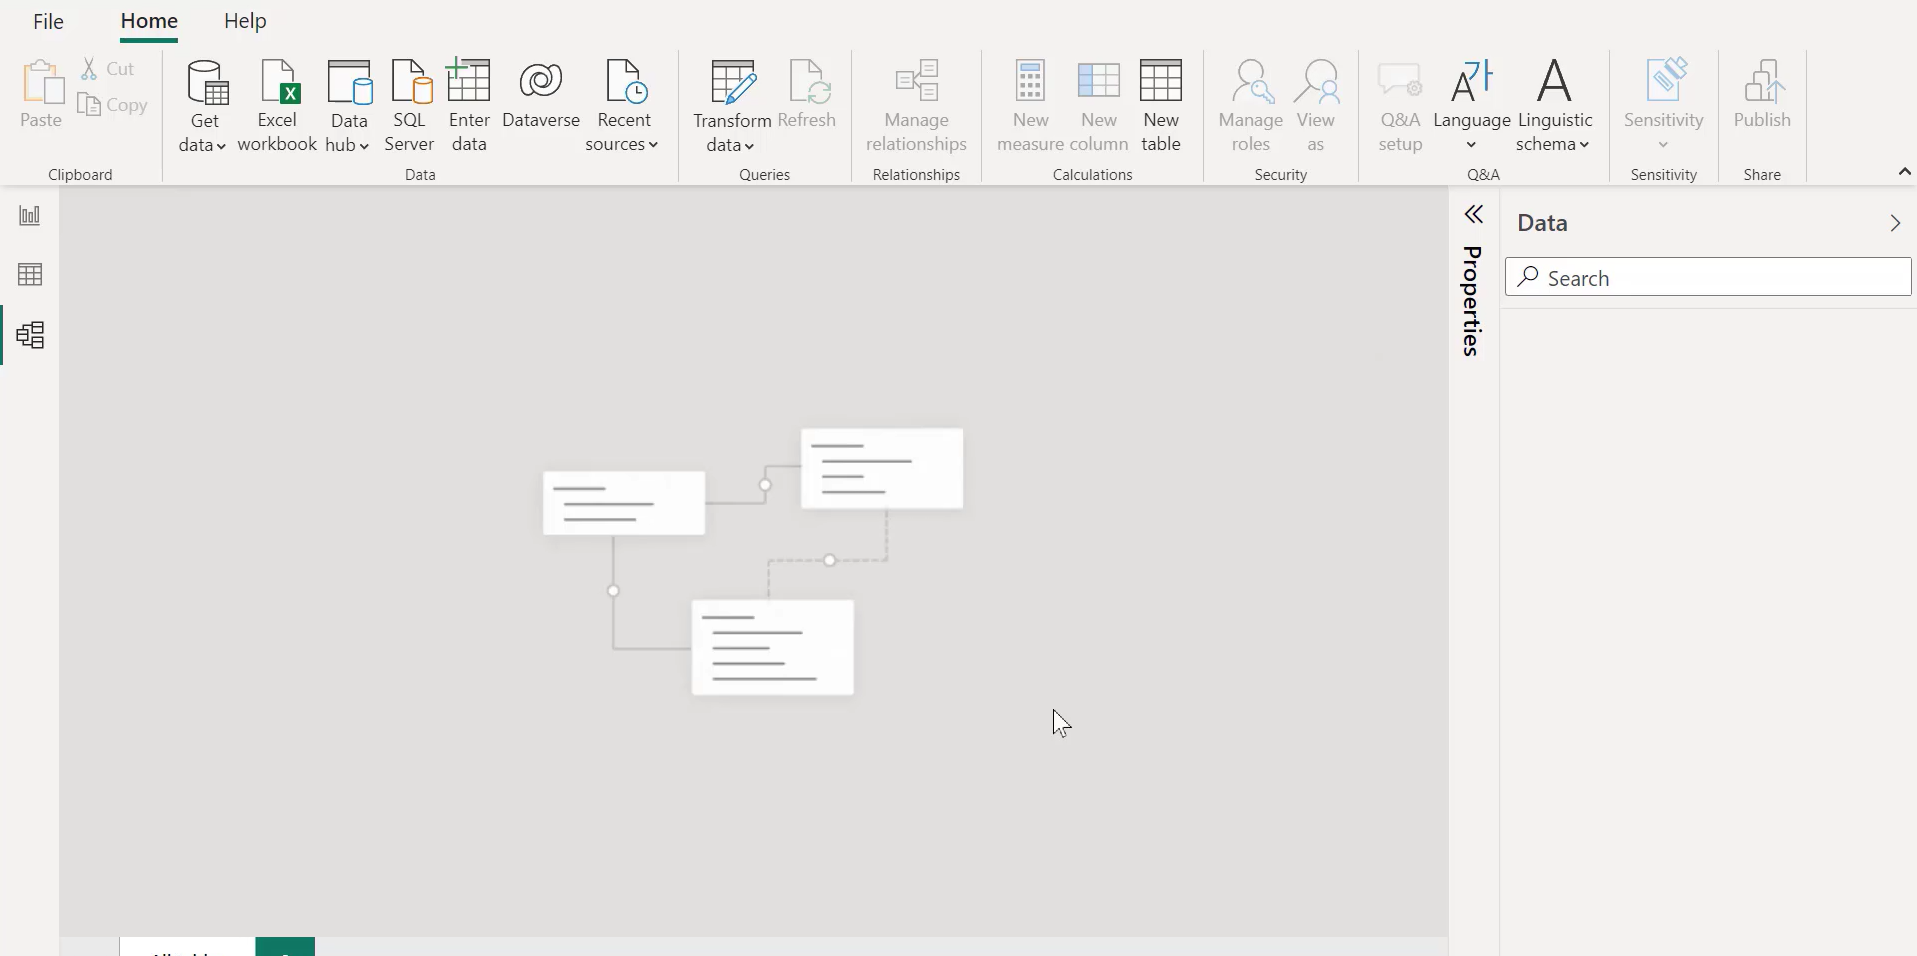 File Home Help
Paste
Cut
Copy
Clipboard
Get data
Excel workbook
Data hub
SQL Server
Enter data
Dataverse
Recent sources
Data
Transform data
Refresh
Queries
Manage relationships
Relationships
New measure
New column
New table
Calculations
Manage roles
View as
Security
Q&A setup
Language
Linguistic schema
Q&A
Sensitivity
Sensitivity
Publish
Share
Properties
Data
Search